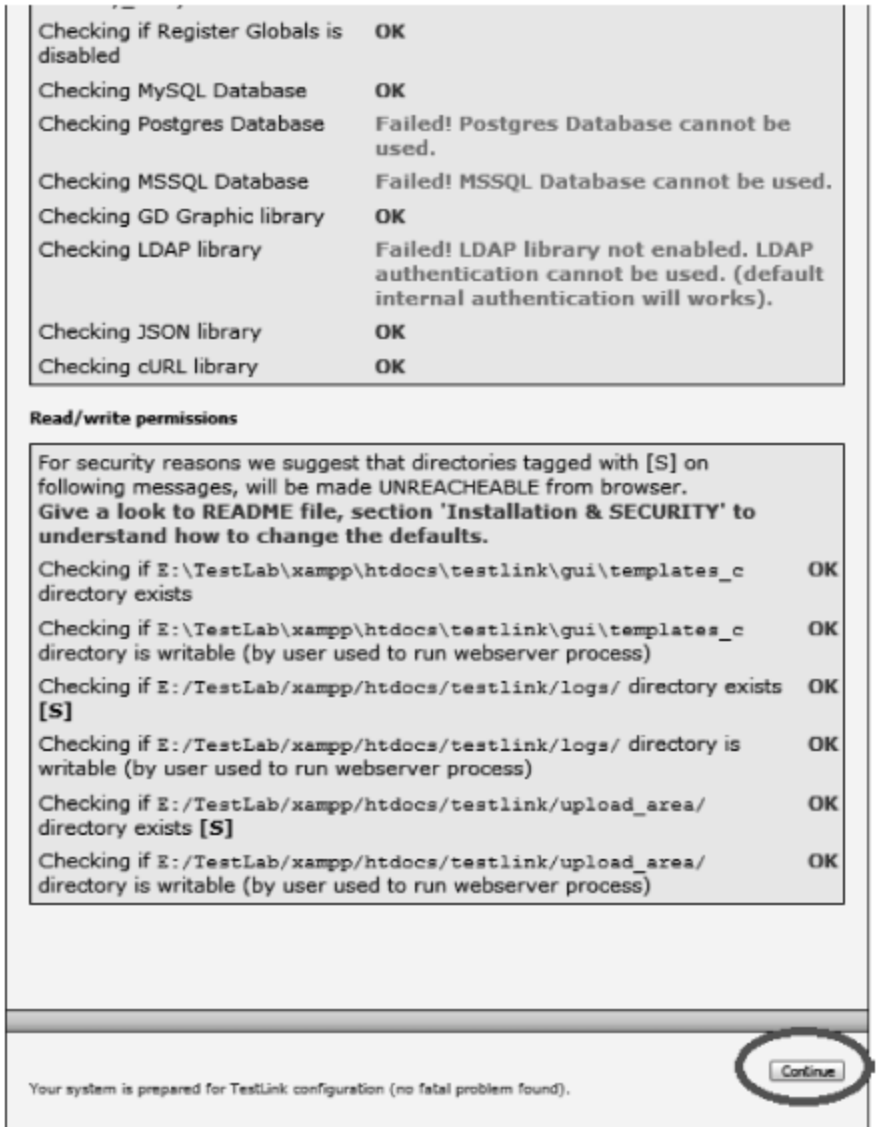 Checking if Register Globals is OK
disabled
Checking MySQL Database OK
Checking Postgres Database Failed! Postgres Database cannot be
used.
Checking MSSQL Database Failed! MSSQL Database cannot be used.
Checking GD Graphic library OK
Checking LDAP library Failed! LDAP library not enabled. LDAP
authentication cannot be used. (default
internal authentication will works).
Checking JSON library OK
Checking cURL library OK
Read/write permissions
For security reasons we suggest that directories tagged with [S] on
following messages, will be made UNREACHEABLE from browser.
Give a look to README file, section 'Installation & SECURITY' to
understand how to change the defaults.
Checking if E:\TestLab\xampp\htdocs\testlink\gui\templates_c OK
directory exists
Checking if E:\TestLab\xampp\htdocs\testlink\gui\templates_c OK
directory is writable (by user used to run webserver process)
Checking if E:/TestLab/xampp/htdocs/testlink/logs/ directory exists OK
[S]
Checking if E:/TestLab/xampp/htdocs/testlink/logs/ directory is OK
writable (by user used to run webserver process)
Checking if E:/TestLab/xampp/htdocs/testlink/upload_area/ OK
directory exists [S]
Checking if E:/TestLab/xampp/htdocs/testlink/upload_area/ OK
directory is writable (by user used to run webserver process)
Continue
Your system is prepared for TestLink configuration (no fatal problem found).